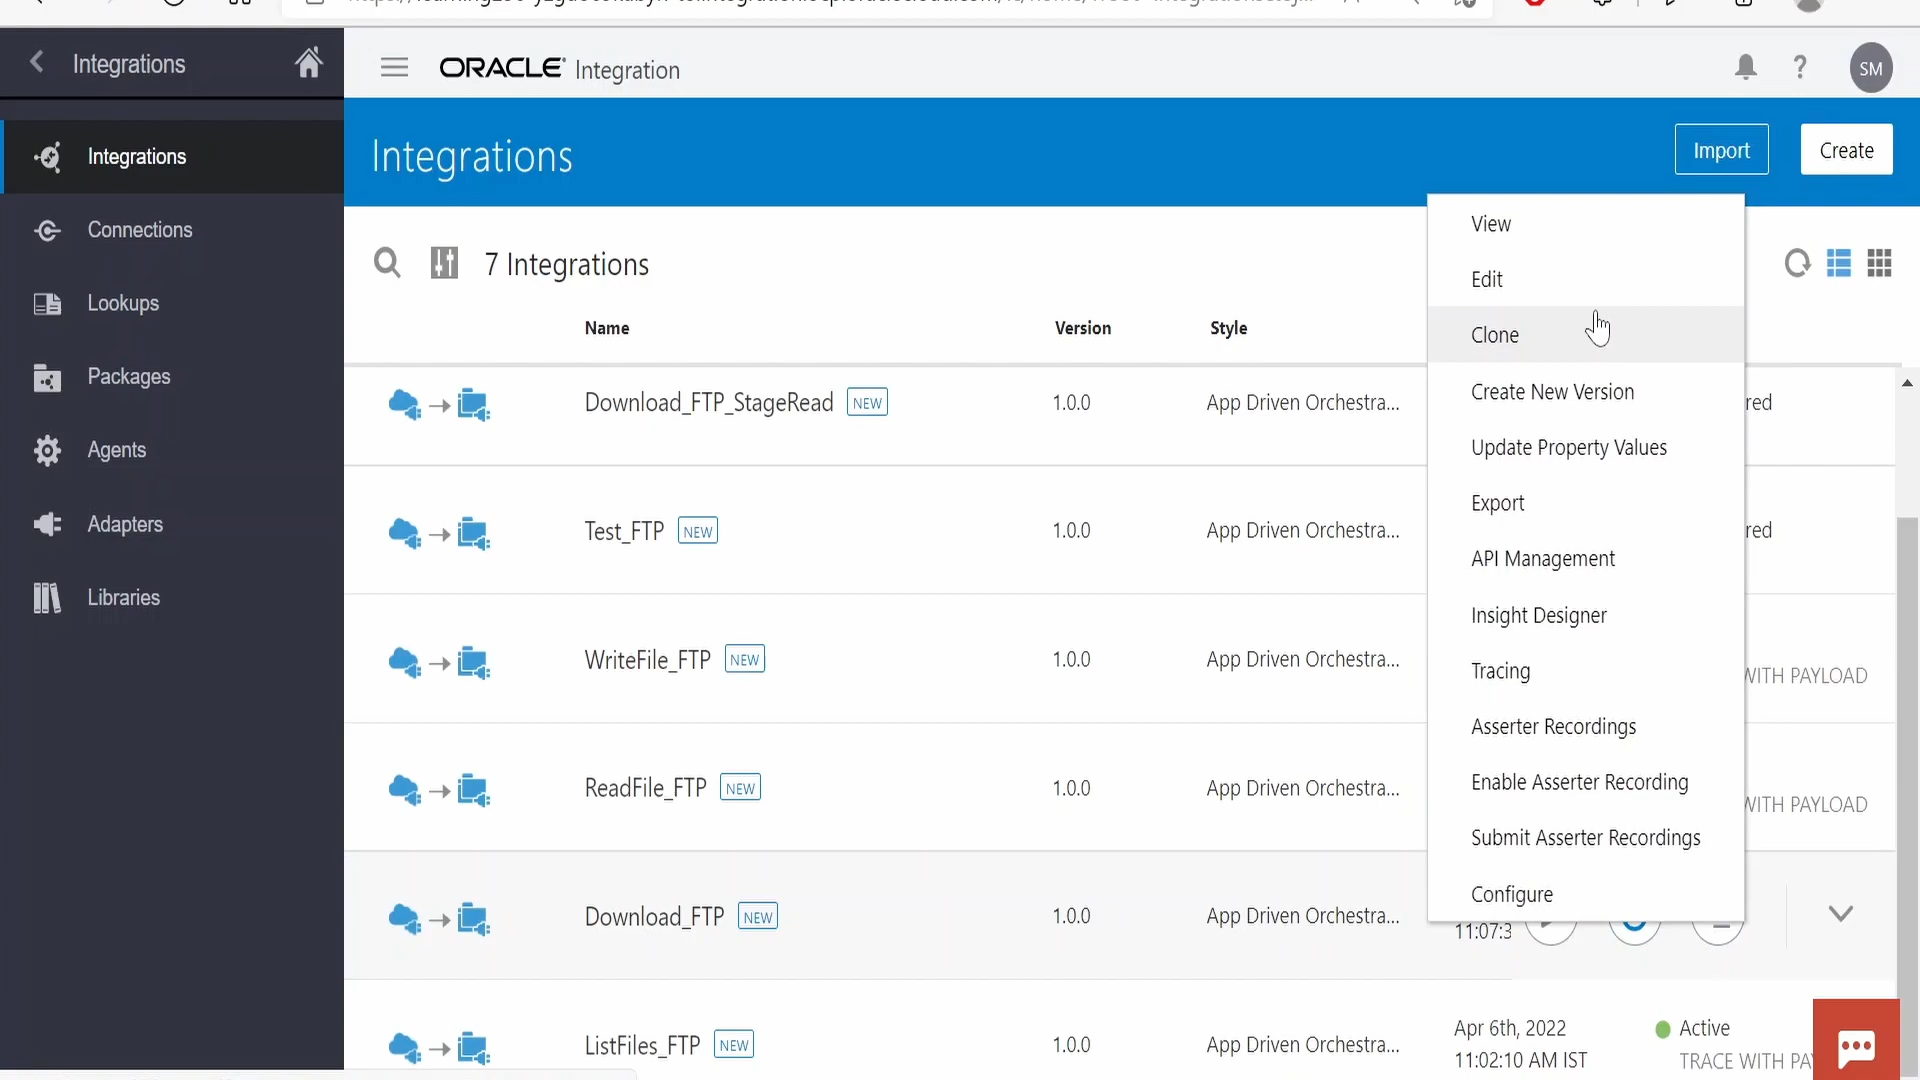 Integrations
ORACLE Integration
SM
Integrations
Import
Create
Integrations
Connections
Lookups
Packages
Agents
Adapters
Libraries
7 Integrations
Name
Version
Style
View
Edit
Clone
Create New Version
Update Property Values
Export
API Management
Insight Designer
Tracing
Asserter Recordings
Enable Asserter Recording
Submit Asserter Recordings
Configure
Download_FTP_StageRead NEW 1.0.0 App Driven Orchestra... red
Test_FTP NEW 1.0.0 App Driven Orchestra... red
WriteFile_FTP NEW 1.0.0 App Driven Orchestra...
WITH PAYLOAD
ReadFile_FTP NEW 1.0.0 App Driven Orchestra...
WITH PAYLOAD
Download_FTP NEW 1.0.0 App Driven Orchestra...
11:07:3
ListFiles_FTP NEW 1.0.0 App Driven Orchestra...
Apr 6th, 2022
11:02:10 AM IST
Active
TRACE WITH PA